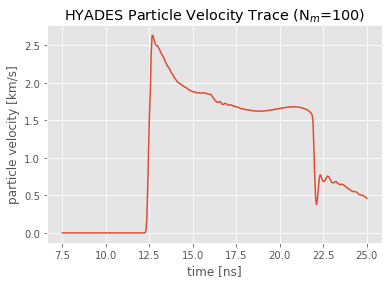 HYADES Particle Velocity Trace (Nₘ=100)
particle velocity [km/s]
2.5
2.0
1.5
1.0
0.5
0.0
7.5 10.0 12.5 15.0 17.5 20.0 22.5 25.0
time [ns]